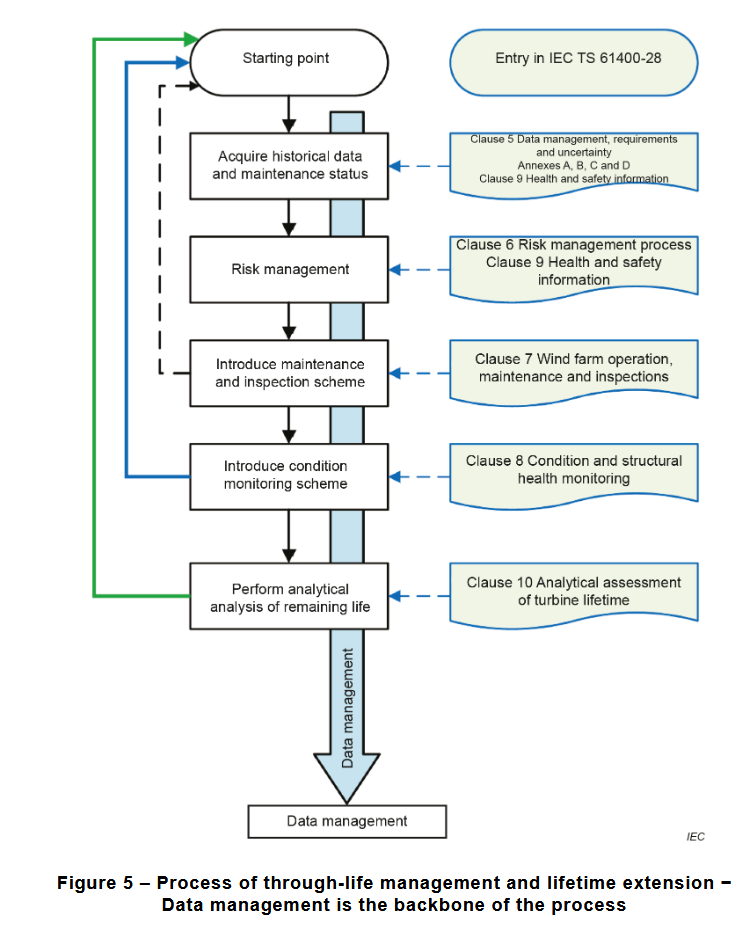 Starting point
Entry in IEC TS 61400-28
Acquire historical data
and maintenance status
Clause 5 Data management, requirements
and uncertainty
Annexes A, B, C and D
Clause 9 Health and safety information
Risk management
Clause 6 Risk management process
Clause 9 Health and safety
information
Introduce maintenance
and inspection scheme
Clause 7 Wind farm operation,
maintenance and inspections
Introduce condition
monitoring scheme
Clause 8 Condition and structural
health monitoring
Perform analytical
analysis of remaining life
Clause 10 Analytical assessment
of turbine lifetime
Data management
Data management
IEC
Figure 5 – Process of through-life management and lifetime extension –
Data management is the backbone of the process